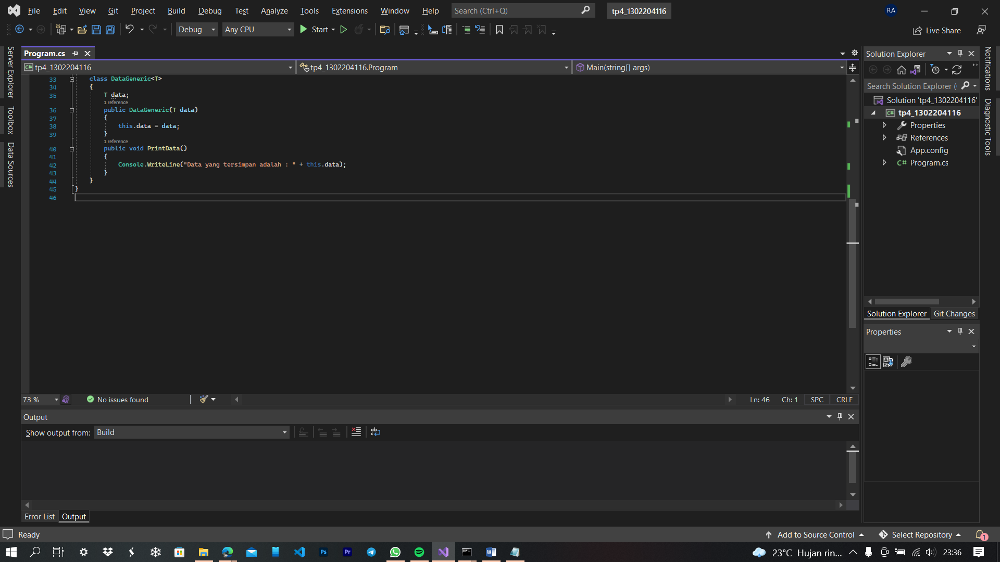 File Edit View Git Project Build Debug Test Analyze Tools Extensions Window Help Search (Ctrl+Q) tp4_1302204116 RA
Debug Any CPU Start Live Share
Server Explorer
Toolbox
Data Sources
Program.cs
tp4_1302204116 tp4_1302204116.Program Main(string[] args)
33 class DataGeneric<T>
34 {
35 T data;
1 reference
36 public DataGeneric(T data)
37 {
38 this.data = data;
39 }
1 reference
40 public void PrintData()
41 {
42 Console.WriteLine("Data yang tersimpan adalah : " + this.data);
43 }
44 }
45 }
46
73 % No issues found Ln: 46 Ch: 1 SPC CRLF
Output
Show output from: Build
Error List Output
Solution Explorer
Search Solution Explorer (
Solution 'tp4_1302204116'
tp4_1302204116
Properties
References
App.config
Program.cs
Solution Explorer Git Changes
Properties
Notifications
Diagnostic Tools
Ready Add to Source Control Select Repository 1
23°C Hujan rin... 23:36